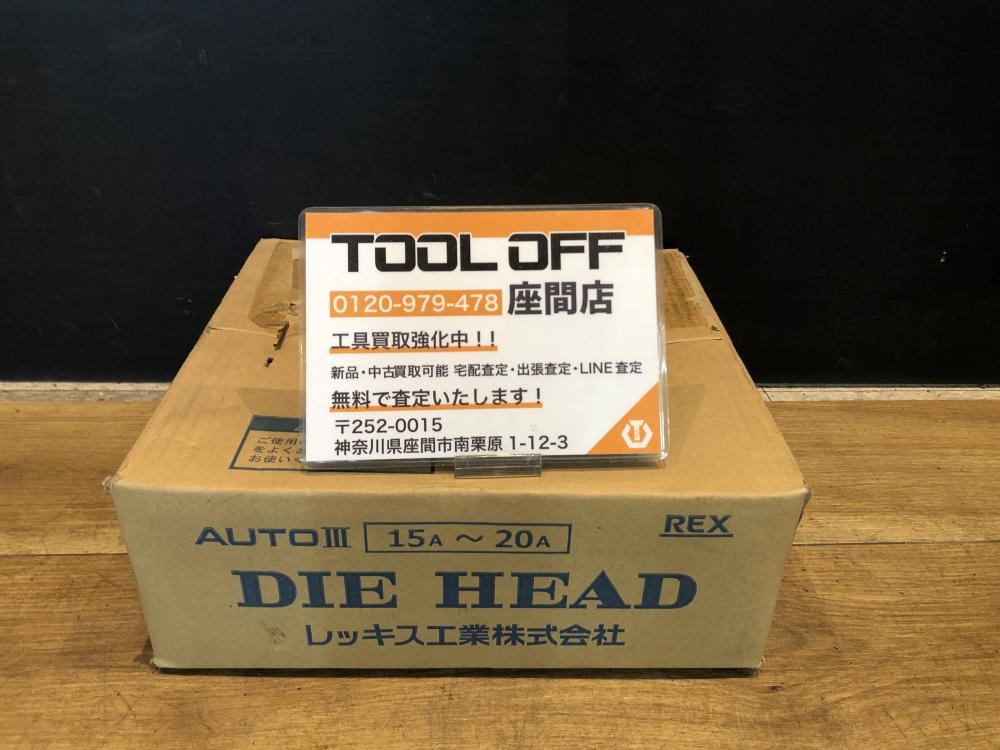 TOOL OFF
0120-979-478 座間店
工具買取強化中!!
新品・中古買取可能 宅配査定・出張査定・LINE査定
無料で査定いたします!
〒252-0015
神奈川県座間市南栗原1-12-3
AUTOⅢ 15A ～ 20A REX
DIE HEAD
レッキス工業株式会社